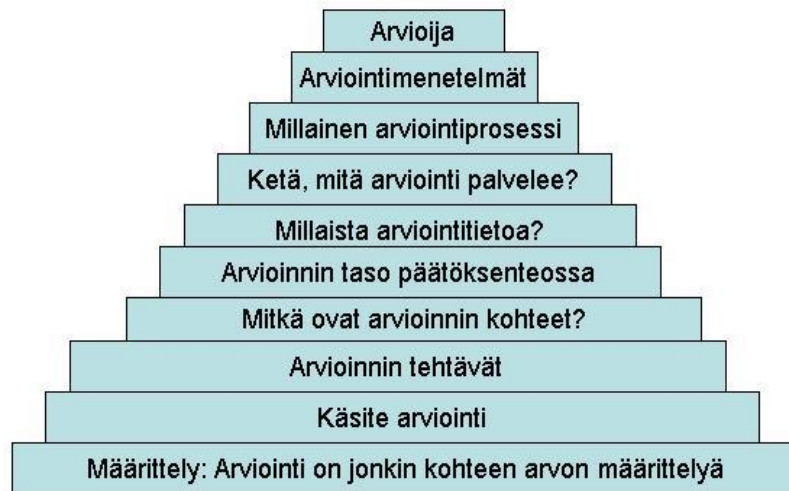 Arvioija
Arviointimenetelmät
Millainen arviointiprosessi
Ketä, mitä arviointi palvelee?
Millaista arviointitietoa?
Arvioinnin taso päätöksenteossa
Mitkä ovat arvioinnin kohteet?
Arvioinnin tehtävät
Käsite arviointi
Määrittely: Arviointi on jonkin kohteen arvon määrittelyä